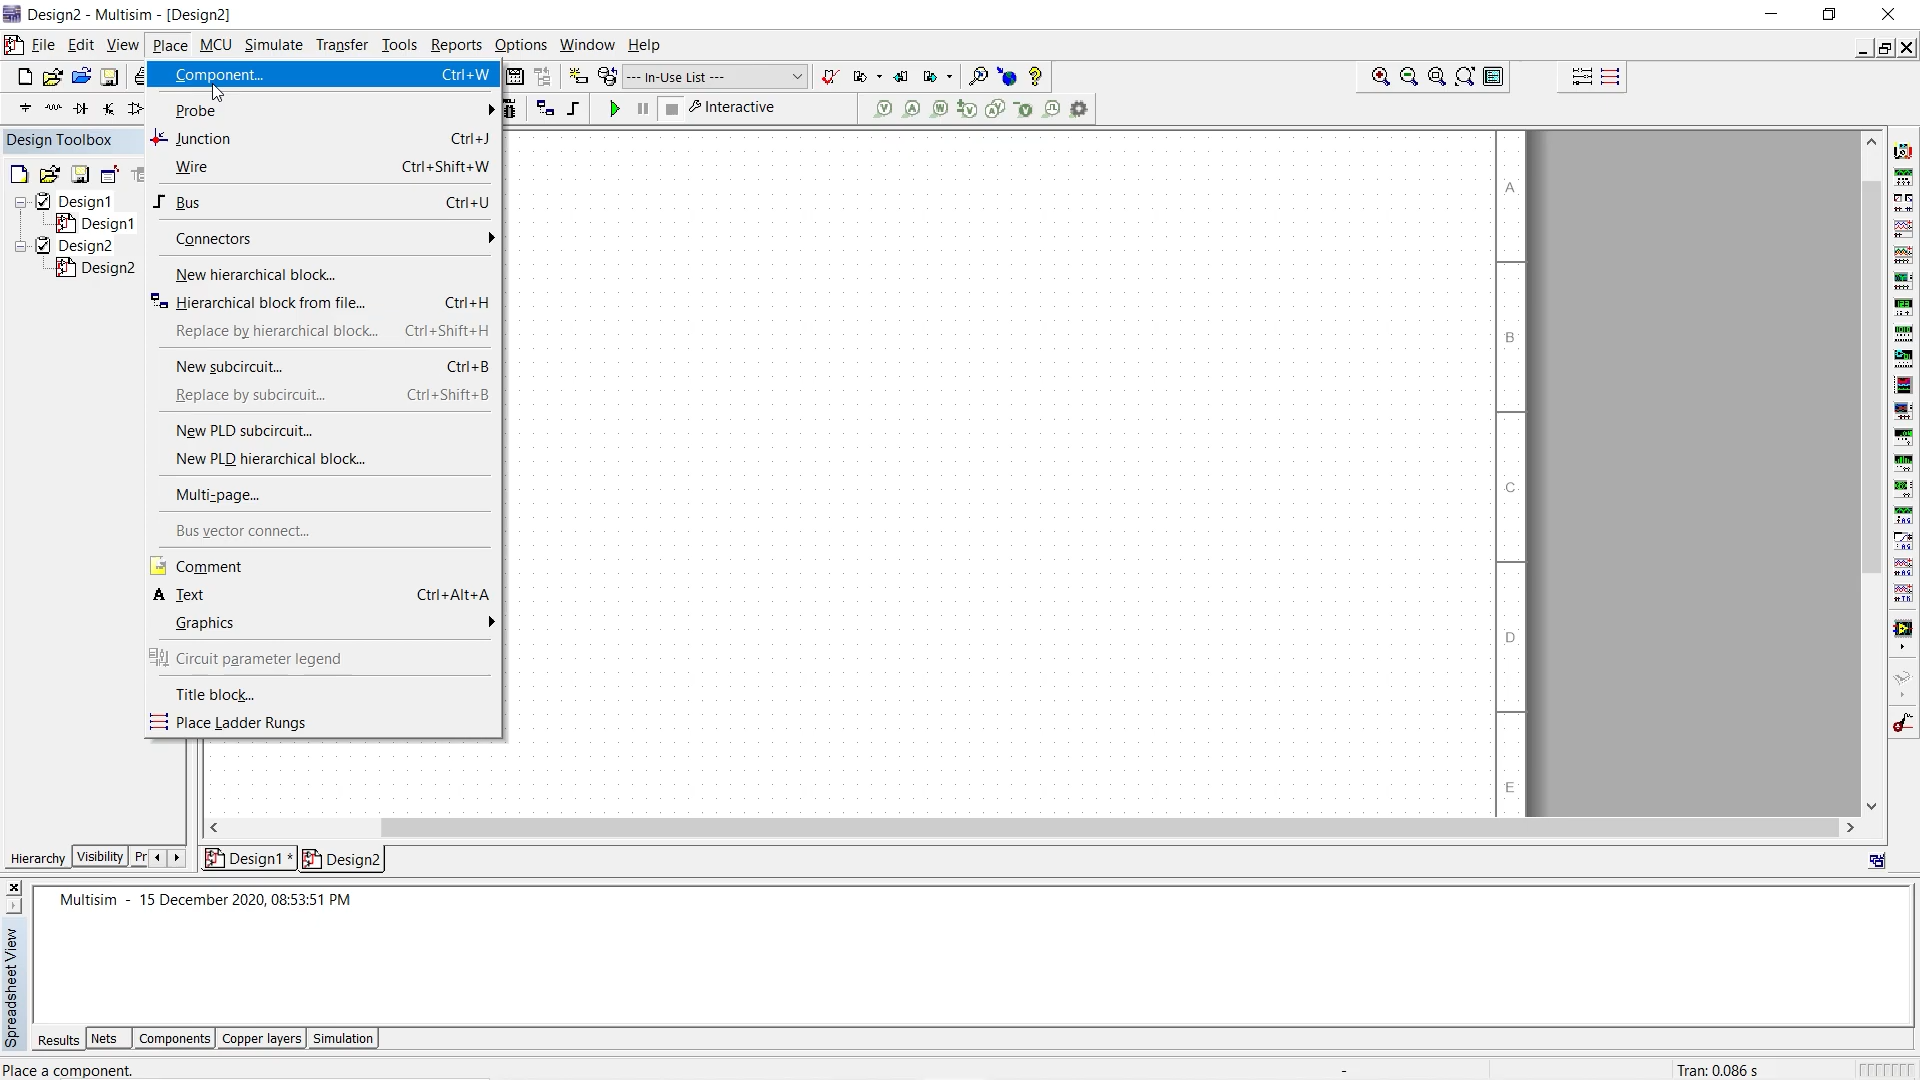 Design2 - Multisim - [Design2]
File Edit View Place MCU Simulate Transfer Tools Reports Options Window Help
Component... Ctrl+W
--- In-Use List ---
Probe
Interactive
Design Toolbox
Junction Ctrl+J
Wire Ctrl+Shift+W
Bus Ctrl+U
Connectors
New hierarchical block...
Hierarchical block from file... Ctrl+H
Replace by hierarchical block... Ctrl+Shift+H
New subcircuit... Ctrl+B
Replace by subcircuit... Ctrl+Shift+B
New PLD subcircuit...
New PLD hierarchical block...
Multi-page...
Bus vector connect...
Comment
Text Ctrl+Alt+A
Graphics
Circuit parameter legend
Title block...
Place Ladder Rungs
Design1
Design1
Design2
Design2
A
B
C
D
E
Hierarchy Visibility Pr
Design1 * Design2
Multisim - 15 December 2020, 08:53:51 PM
Spreadsheet View
Results Nets Components Copper layers Simulation
Place a component. - Tran: 0.086 s